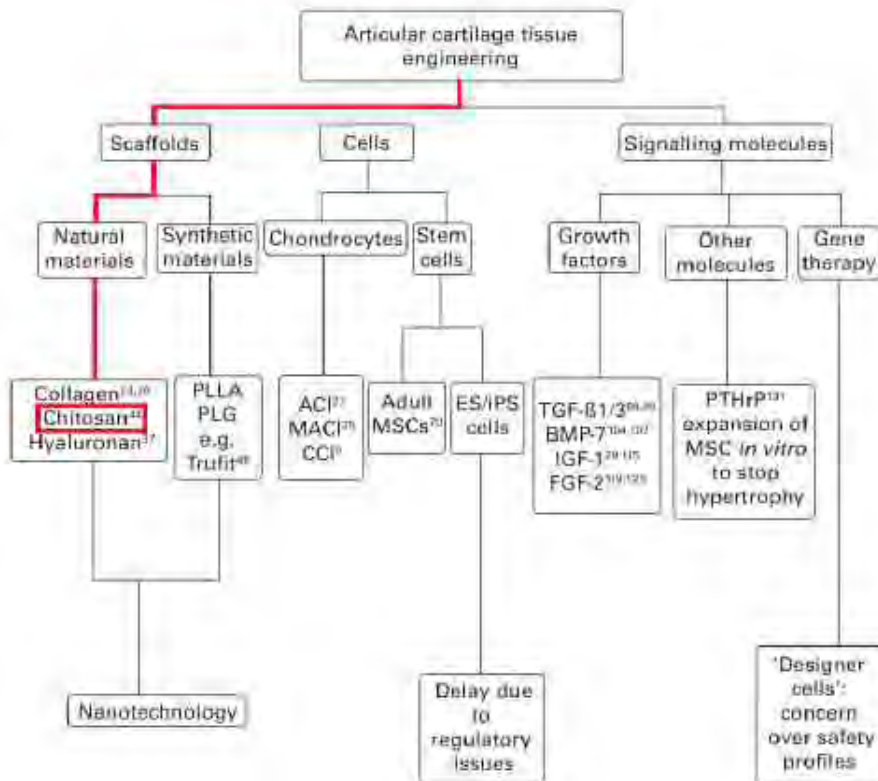 Articular cartilage tissue
engineering
Scaffolds
Cells
Signalling molecules
Natural
materials
Synthetic
materials
Chondrocytes
Stem
cells
Growth
factors
Other
molecules
Gene
therapy
Collagen
Chitosan
Hyaluronan
PLLA
PLG
e.g.
Trufit
ACI
MACI
CCI
Adult
MSCs
ES/iPS
cells
TGF-ß1/3
BMP-7
IGF-1
FGF-2
PTHrP
expansion of
MSC in vitro
to stop
hypertrophy
Nanotechnology
Delay due
to
regulatory
issues
'Designer
cells':
concern
over safety
profiles